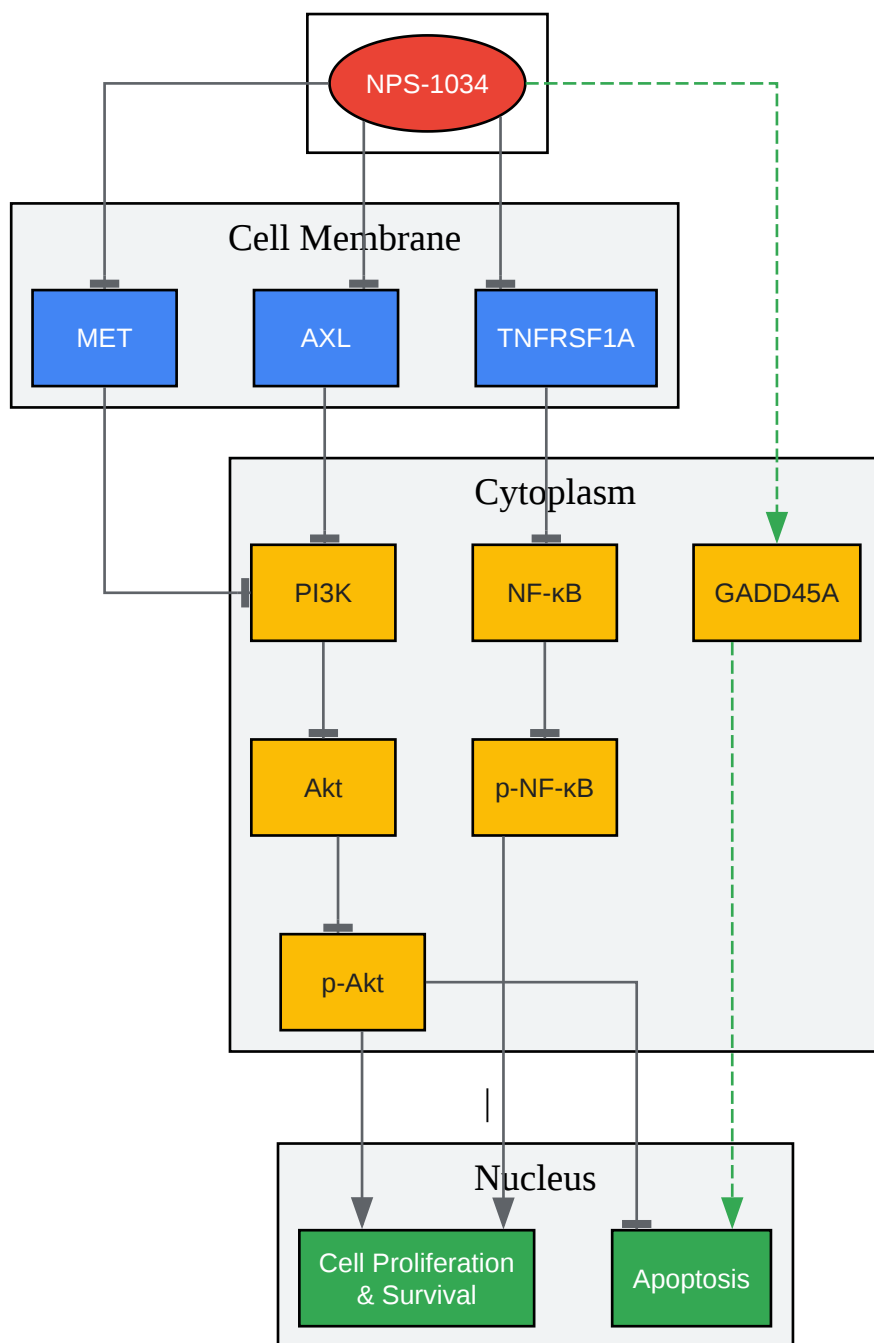 NPS-1034
Cell Membrane
MET
AXL
TNFRSF1A
Cytoplasm
PI3K
NF-κB
GADD45A
Akt
p-NF-κB
p-Akt
|
Nucleus
Cell Proliferation
& Survival
Apoptosis